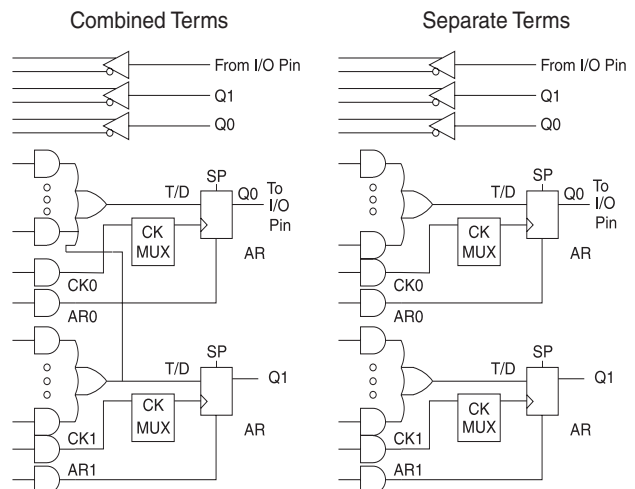 Combined Terms
From I/O Pin
Q1
Q0
SP
T/D
Q0
To
I/O
Pin
CK
MUX
AR
CK0
AR0
SP
T/D
Q1
CK
MUX
AR
CK1
AR1
Separate Terms
From I/O Pin
Q1
Q0
SP
T/D
Q0
To
I/O
Pin
CK
MUX
AR
CK0
AR0
SP
T/D
Q1
CK
MUX
AR
CK1
AR1